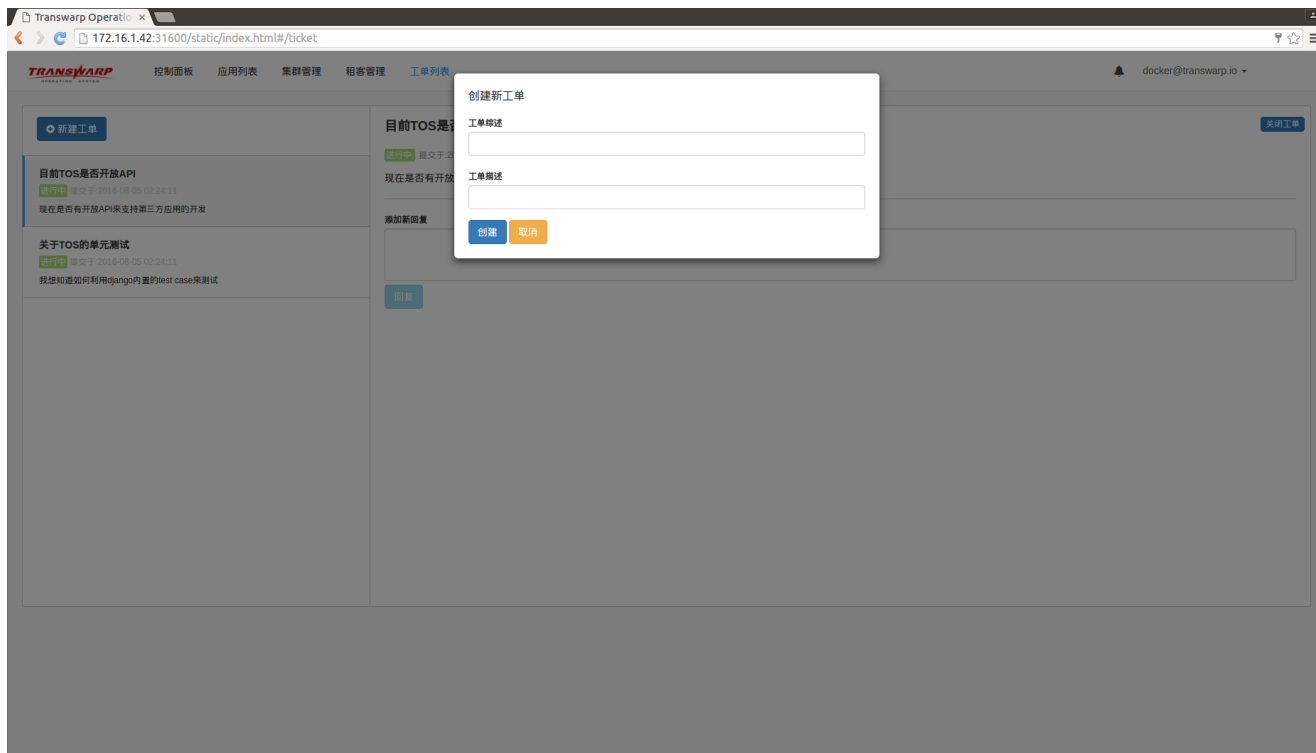 Transwarp Operatio
172.16.1.42:31600/static/index.html#/ticket
TRANSWARP
OPERATING SYSTEM
控制面板
应用列表
集群管理
租客管理
工单列表
docker@transwarp.io
新建工单
目前TOS是否开放API
进行中 提交于:2016-08-05 02:24:11
现在是否有开放API来支持第三方应用的开发
关于TOS的单元测试
进行中 提交于:2016-08-05 02:24:11
我想知道如何利用django内置的test case来测试
目前TOS是否
关闭工单
进行中 提交于:20
现在是否有开放
添加新回复
回复
创建新工单
工单综述
工单描述
创建
取消